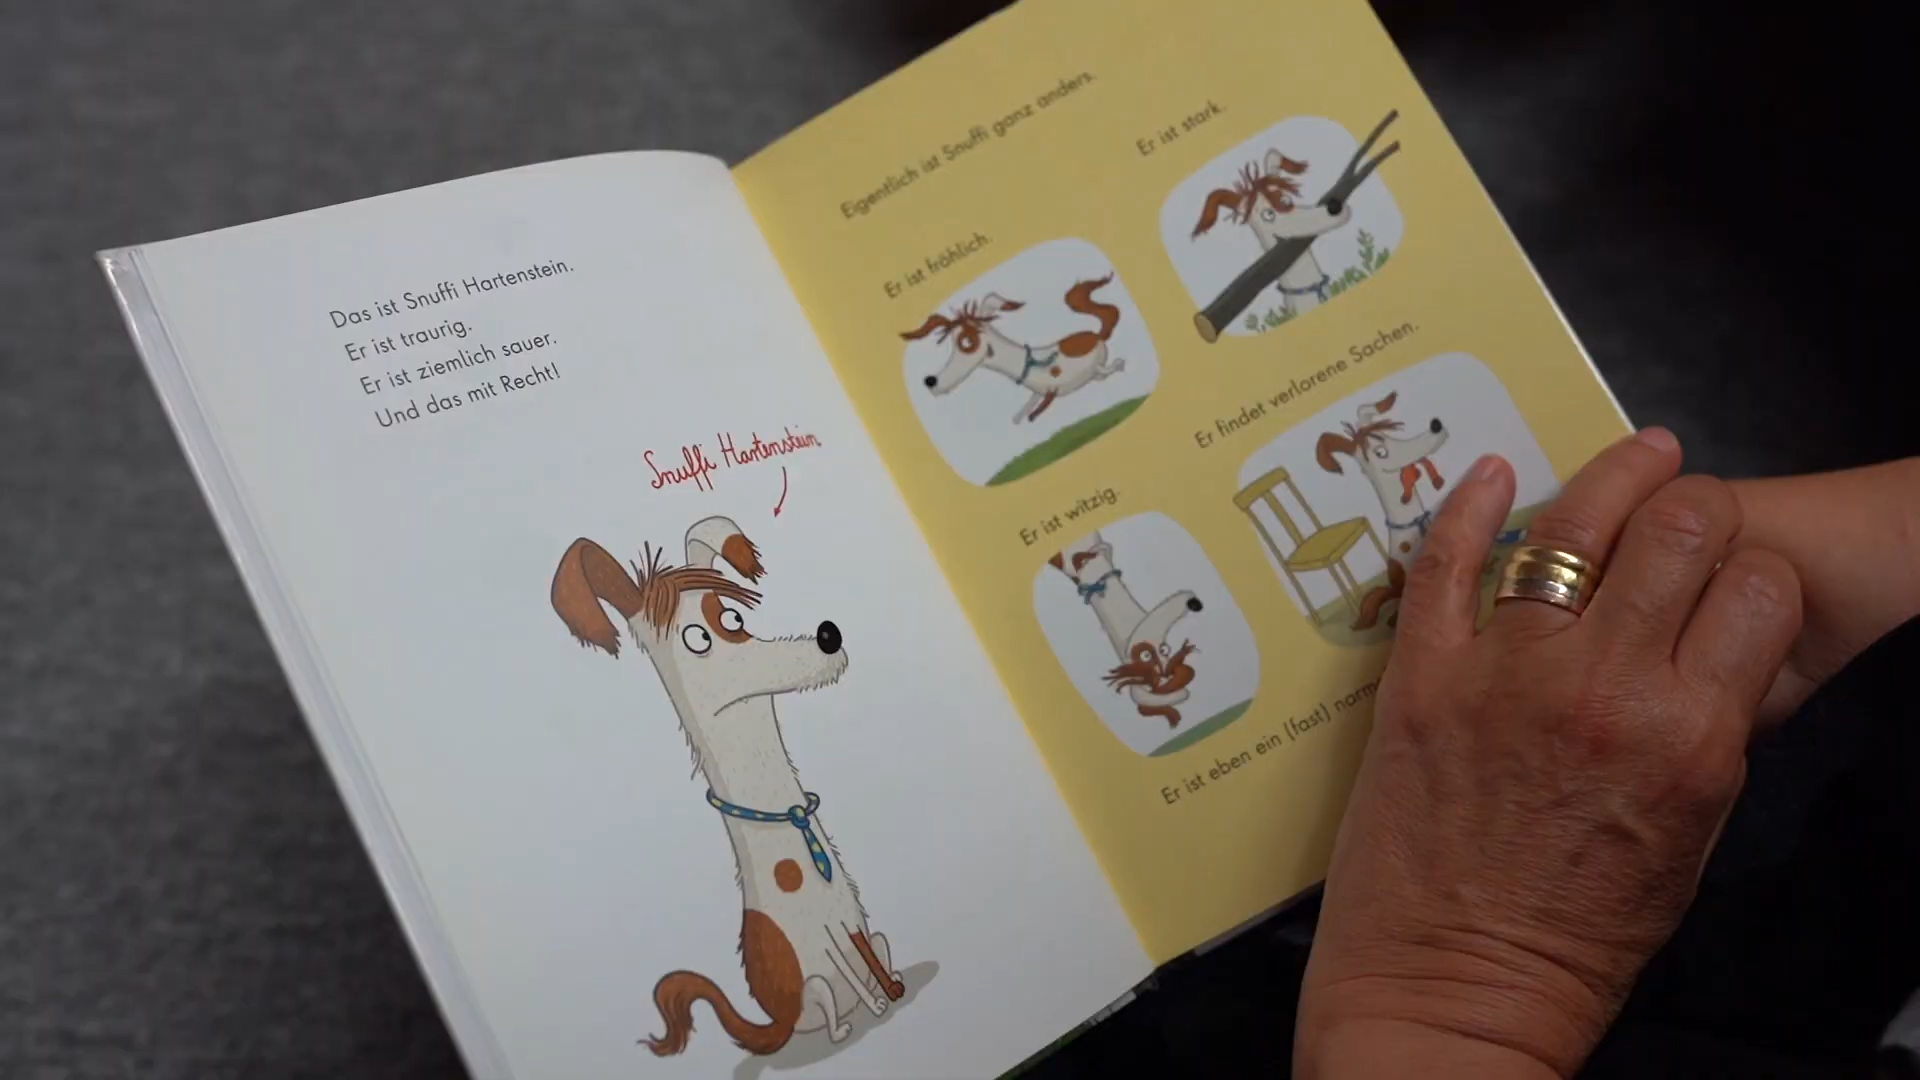 Das ist Snuffi Hartenstein.
Er ist traurig.
Er ist ziemlich sauer.
Und das mit Recht!
Snuffi Hartenstein
Eigentlich ist Snuffi ganz anders.
Er ist fröhlich.
Er ist stark.
Er ist witzig.
Er findet verlorene Sachen.
Er ist eben ein (fast)